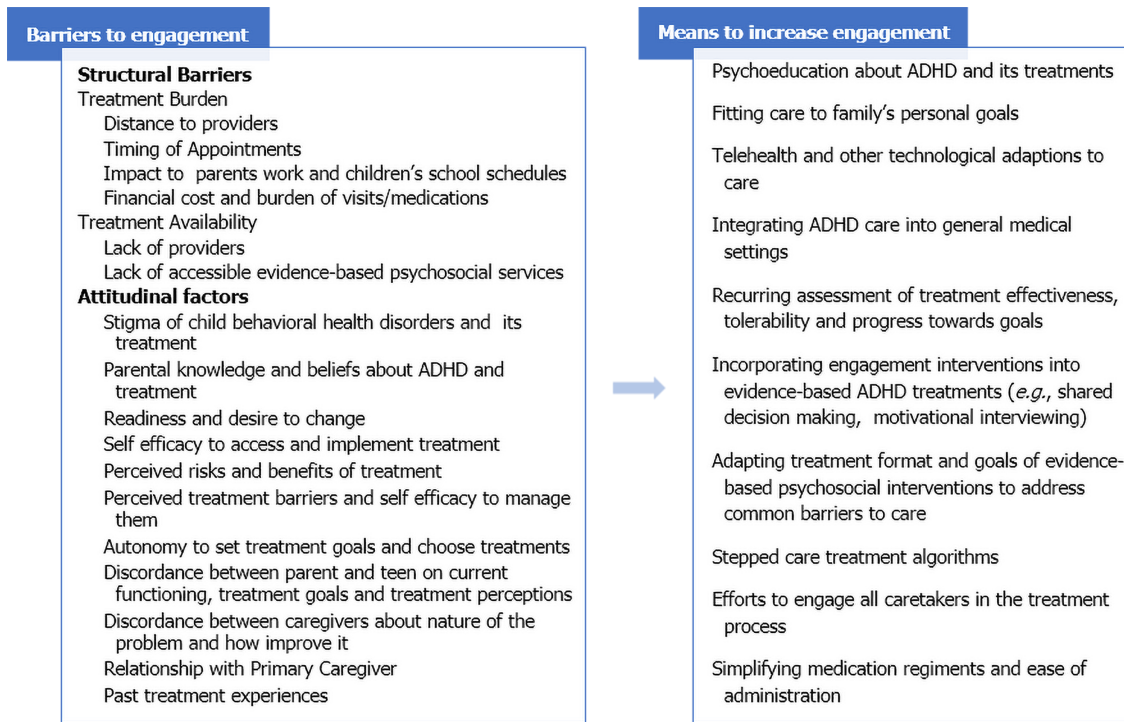 Barriers to engagement
Structural Barriers
Treatment Burden
Distance to providers
Timing of Appointments
Impact to parents work and children's school schedules
Financial cost and burden of visits/medications
Treatment Availability
Lack of providers
Lack of accessible evidence-based psychosocial services
Attitudinal factors
Stigma of child behavioral health disorders and its
treatment
Parental knowledge and beliefs about ADHD and
treatment
Readiness and desire to change
Self efficacy to access and implement treatment
Perceived risks and benefits of treatment
Perceived treatment barriers and self efficacy to manage
them
Autonomy to set treatment goals and choose treatments
Discordance between parent and teen on current
functioning, treatment goals and treatment perceptions
Discordance between caregivers about nature of the
problem and how improve it
Relationship with Primary Caregiver
Past treatment experiences
Means to increase engagement
Psychoeducation about ADHD and its treatments
Fitting care to family's personal goals
Telehealth and other technological adaptions to
care
Integrating ADHD care into general medical
settings
Recurring assessment of treatment effectiveness,
tolerability and progress towards goals
Incorporating engagement interventions into
evidence-based ADHD treatments (e.g., shared
decision making, motivational interviewing)
Adapting treatment format and goals of evidence-
based psychosocial interventions to address
common barriers to care
Stepped care treatment algorithms
Efforts to engage all caretakers in the treatment
process
Simplifying medication regiments and ease of
administration